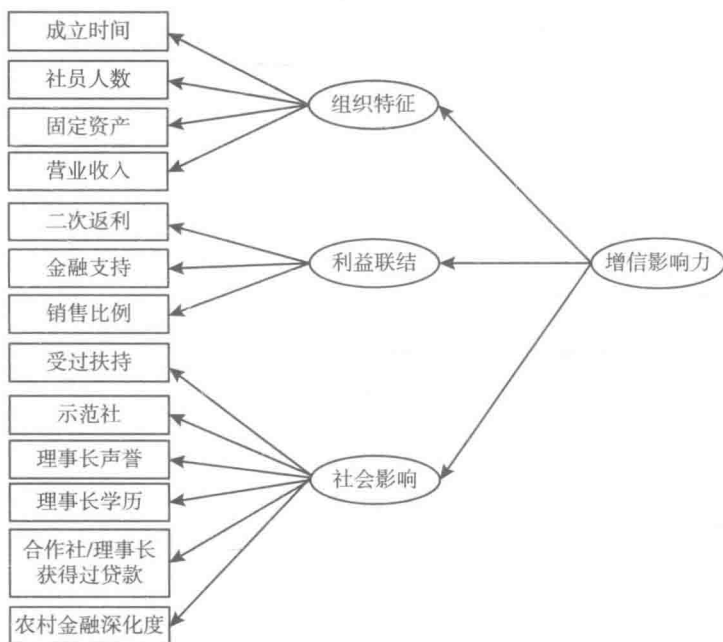 成立时间
社员人数
固定资产
营业收入
二次返利
金融支持
销售比例
受过扶持
示范社
理事长声誉
理事长学历
合作社/理事长
获得过贷款
农村金融深化度
组织特征
利益联结
社会影响
增信影响力